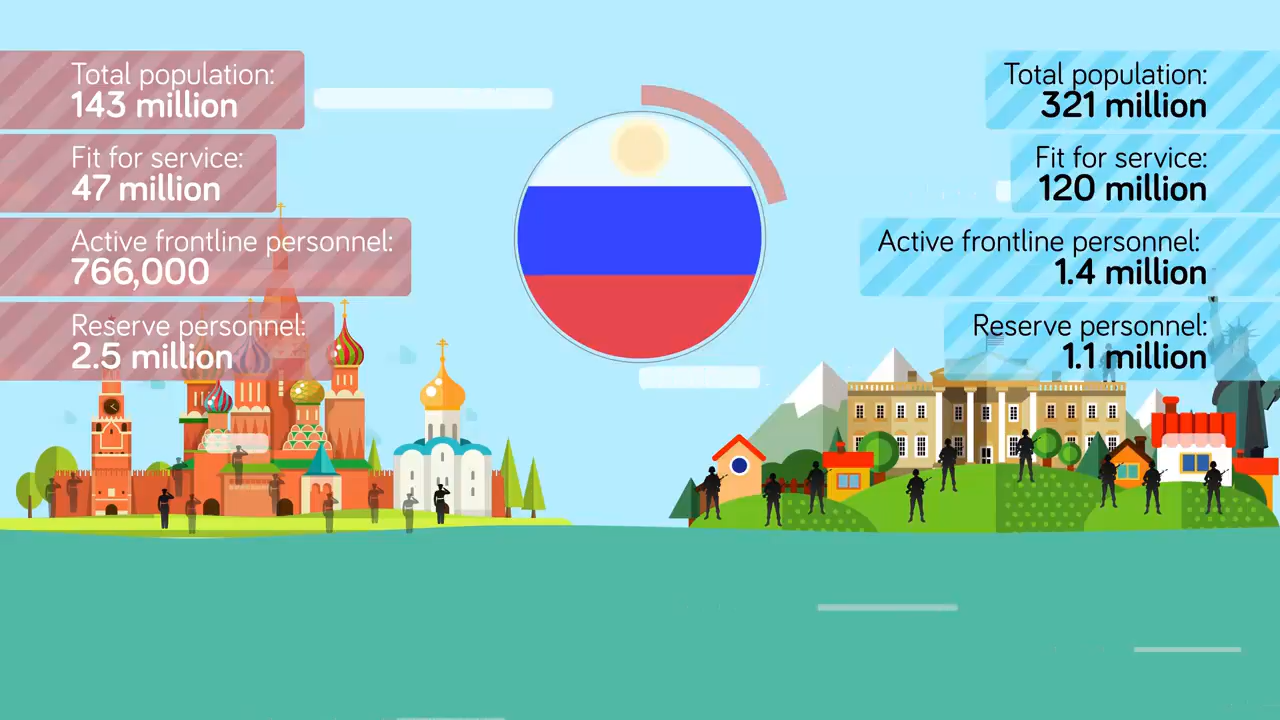 Total population:
143 million
Fit for service:
47 million
Active frontline personnel:
766,000
Reserve personnel:
2.5 million
Total population:
321 million
Fit for service:
120 million
Active frontline personnel:
1.4 million
Reserve personnel:
1.1 million